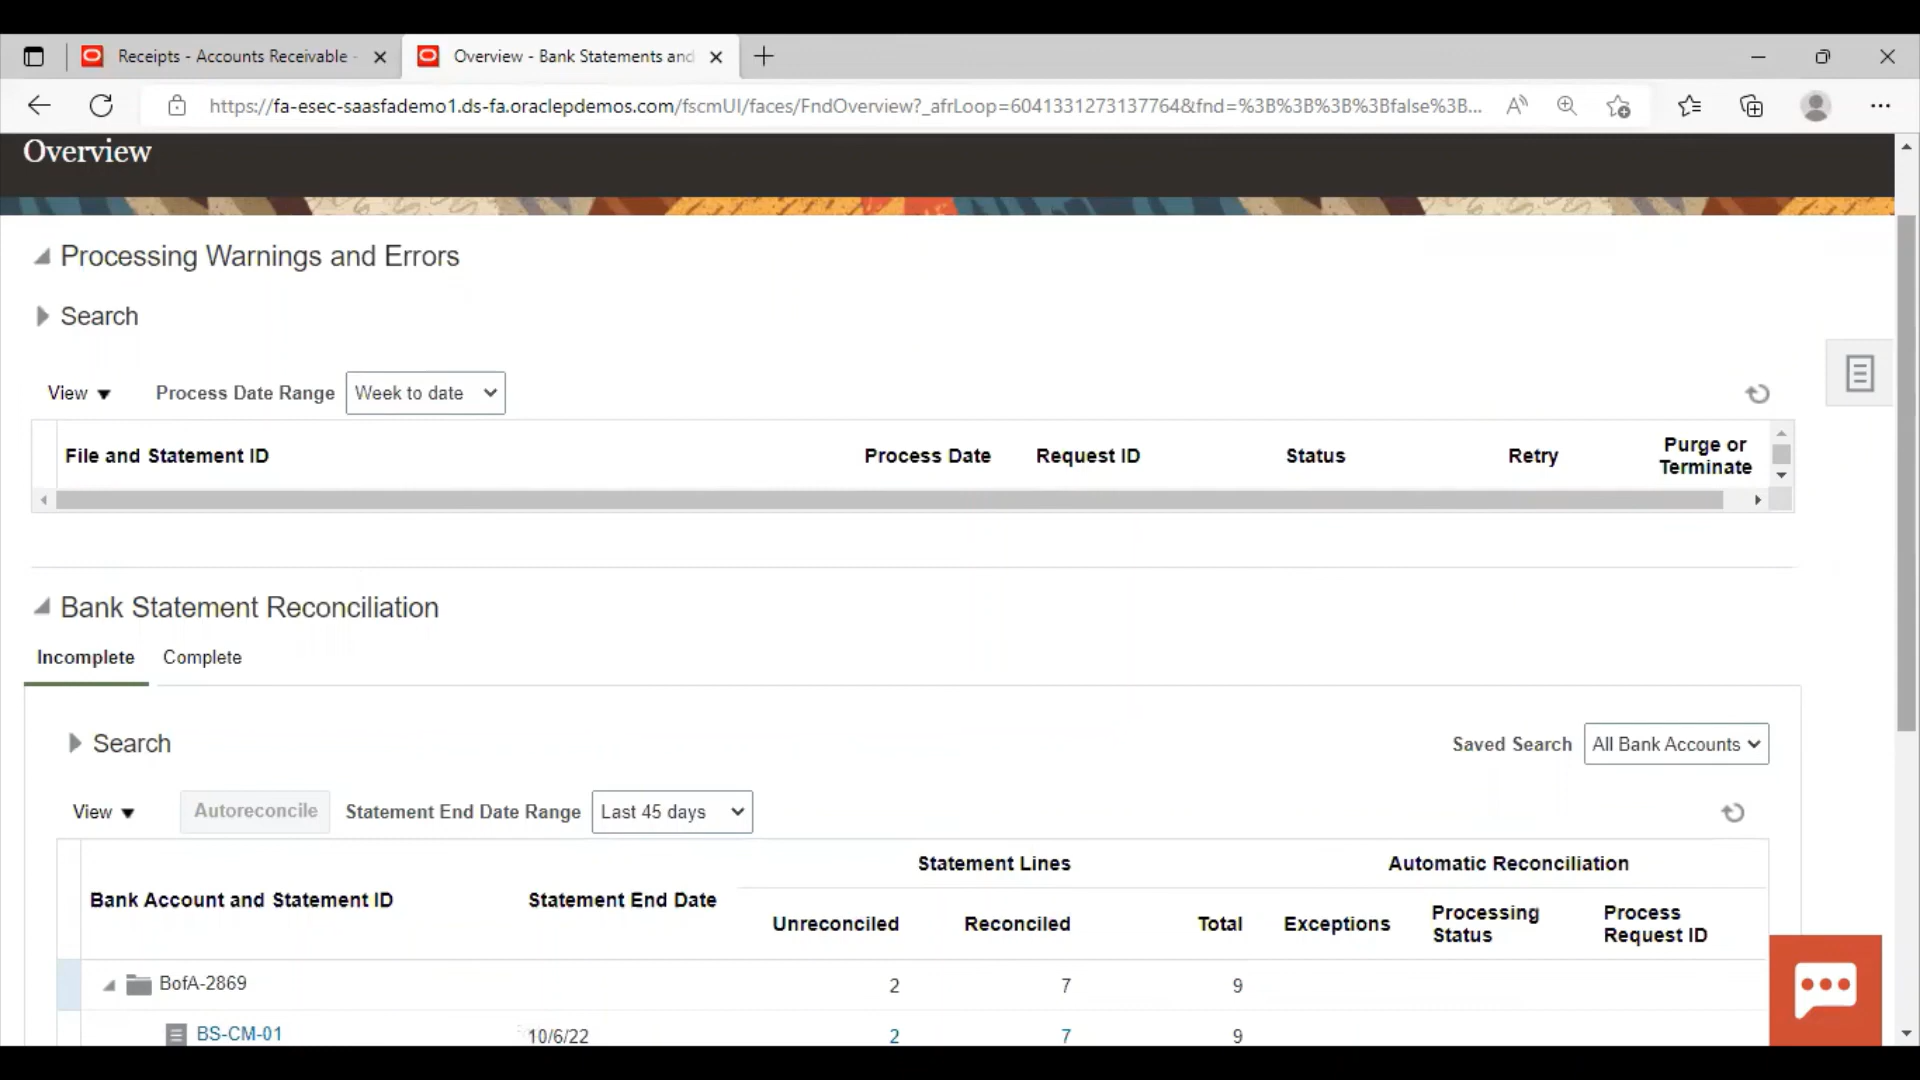 Receipts - Accounts Receivable -
Overview - Bank Statements and
https://fa-esec-saasfademo1.ds-fa.oraclepdemos.com/fscmUI/faces/FndOverview?_afrLoop=6041331273137764&fnd=%3B%3B%3B%3Bfalse%3B...
Overview
Processing Warnings and Errors
Search
View Process Date Range Week to date
File and Statement ID Process Date Request ID Status Retry Purge or Terminate
Bank Statement Reconciliation
Incomplete Complete
Search Saved Search All Bank Accounts
View Autoreconcile Statement End Date Range Last 45 days
Statement Lines Automatic Reconciliation
Bank Account and Statement ID Statement End Date
Unreconciled Reconciled Total Exceptions Processing Status Process Request ID
BofA-2869 2 7 9
BS-CM-01 10/6/22 2 7 9